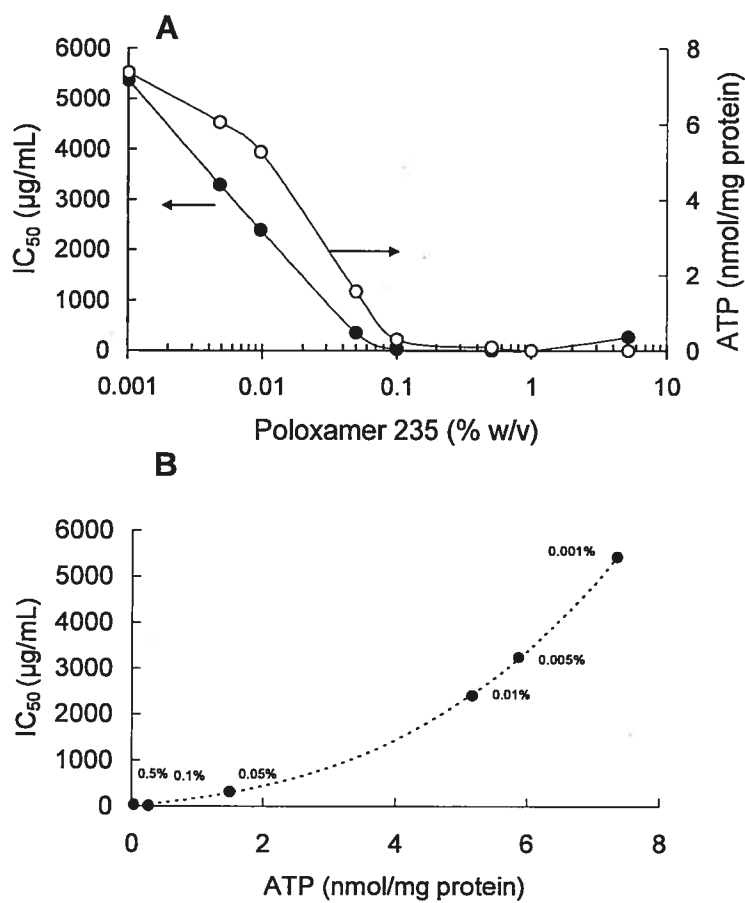 A
6000
5000
4000
3000
2000
1000
0
IC50 (µg/mL)
8
6
4
2
0
ATP (nmol/mg protein)
0.001 0.01 0.1 1 10
Poloxamer 235 (% w/v)
B
6000
5000
4000
3000
2000
1000
0
IC50 (µg/mL)
0.001%
0.005%
0.01%
0.5% 0.1% 0.05%
0 2 4 6 8
ATP (nmol/mg protein)